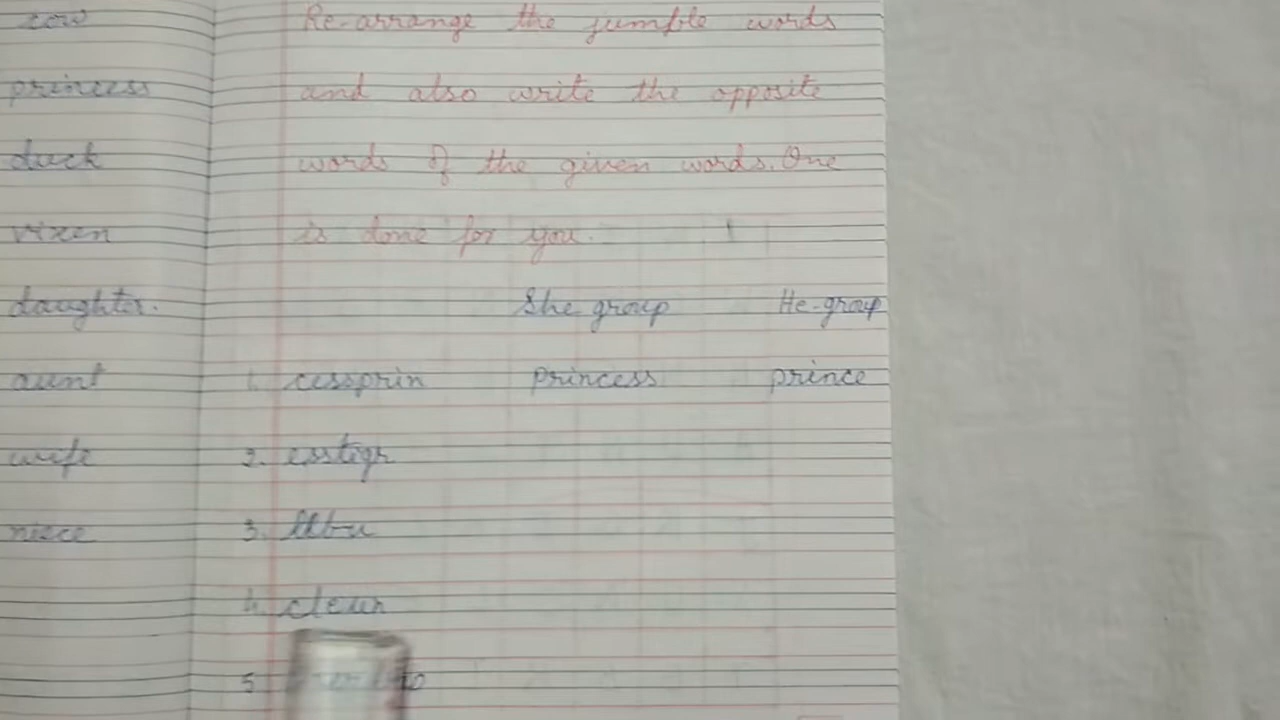 cow
princess
duck
vixen
daughter.
aunt
wife
niece
Re-arrange the jumble words
and also write the opposite
words of the given words. One
is done for you.
She group He-group
1. cessprin Princess prince
2. esstigr
3. llbu
4. cleun
5